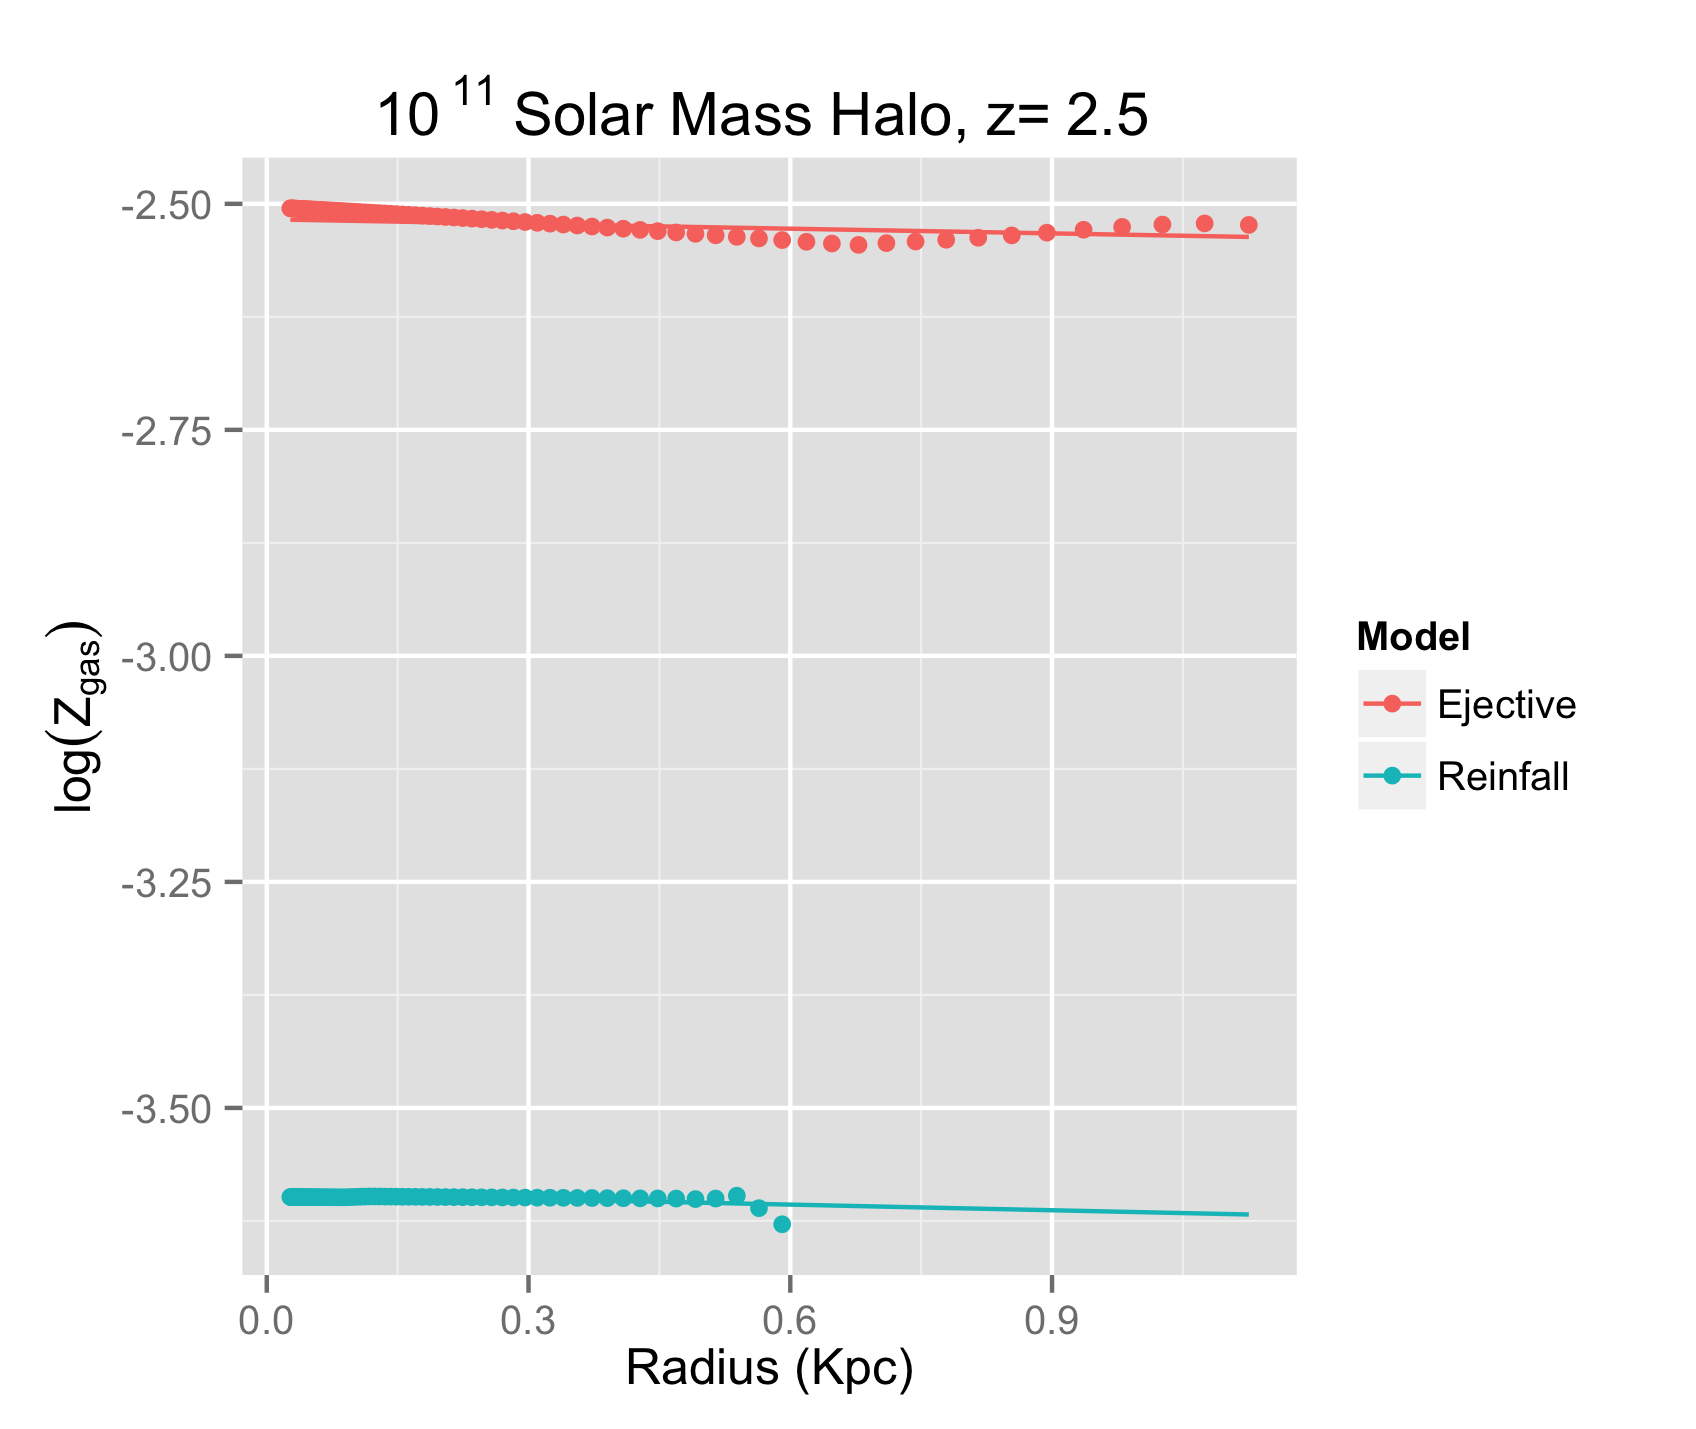 10 11 Solar Mass Halo, z= 2.5
-2.50
-2.75
-3.00
-3.25
-3.50
log(Zgas)
0.0 0.3 0.6 0.9
Radius (Kpc)
Model
Ejective
Reinfall